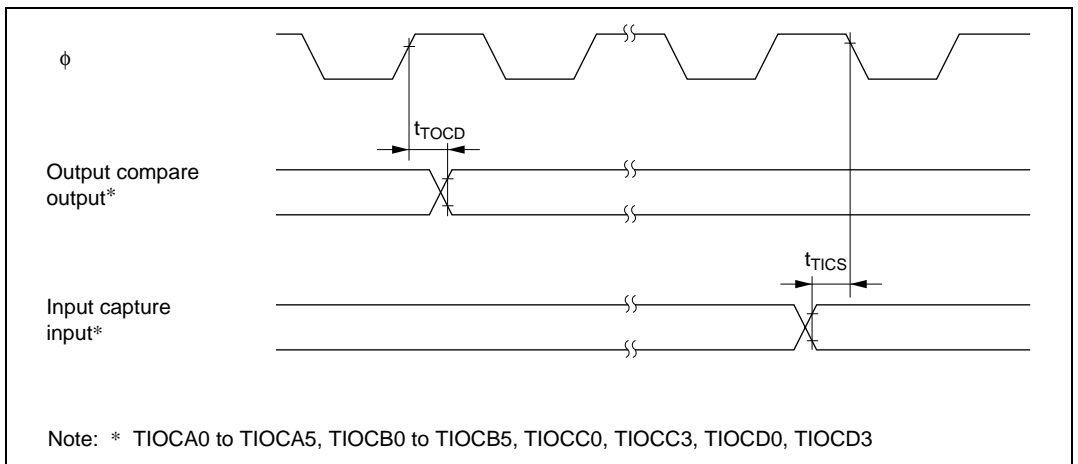 ϕ
tTOCD
Output compare
output*
tTICS
Input capture
input*
Note: * TIOCA0 to TIOCA5, TIOCB0 to TIOCB5, TIOCC0, TIOCC3, TIOCD0, TIOCD3